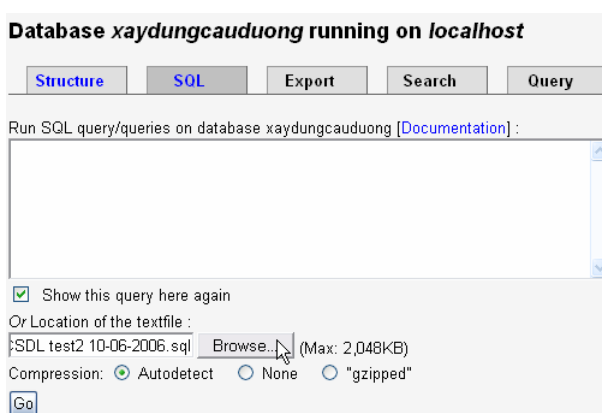 Database xaydungcauduong running on localhost
Structure SQL Export Search Query
Run SQL query/queries on database xaydungcauduong [Documentation] :
Show this query here again
Or Location of the textfile :
:SDL test2 10-06-2006.sql Browse... (Max: 2,048KB)
Compression: Autodetect None "gzipped"
Go